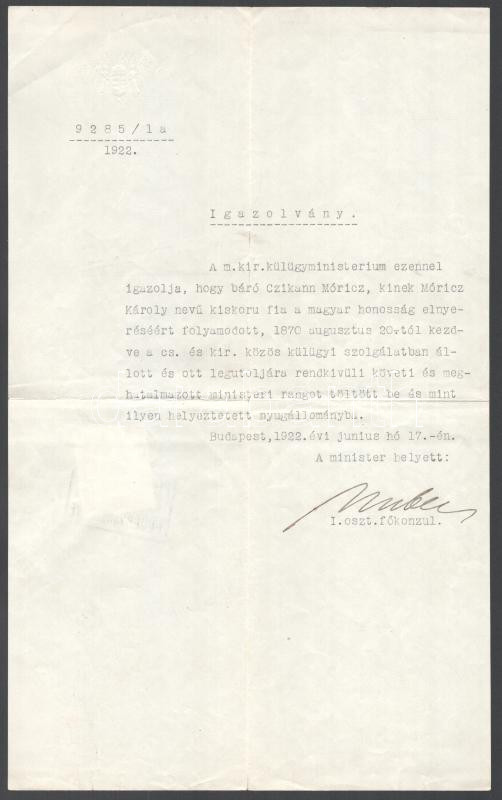 9285/1a
1922.
Igazolvány.
A m.kir.külügyministerium ezennel
igazolja, hogy báró Czikann Móricz, kinek Móricz
Károly nevű kiskoru fia a magyar honosság elnye-
réséért folyamodott, 1870 augusztus 20-tól kezd-
ve a cs. és kir. közös külügyi szolgálatban ál-
lott és ott legutoljára rendkivüli követi és meg-
hatalmazott ministeri rangot töltött be és mint
ilyen helyeztetett nyugállományba.
Budapest,1922.évi junius hó 17.-én.
A minister helyett:
I.oszt.főkonzul.